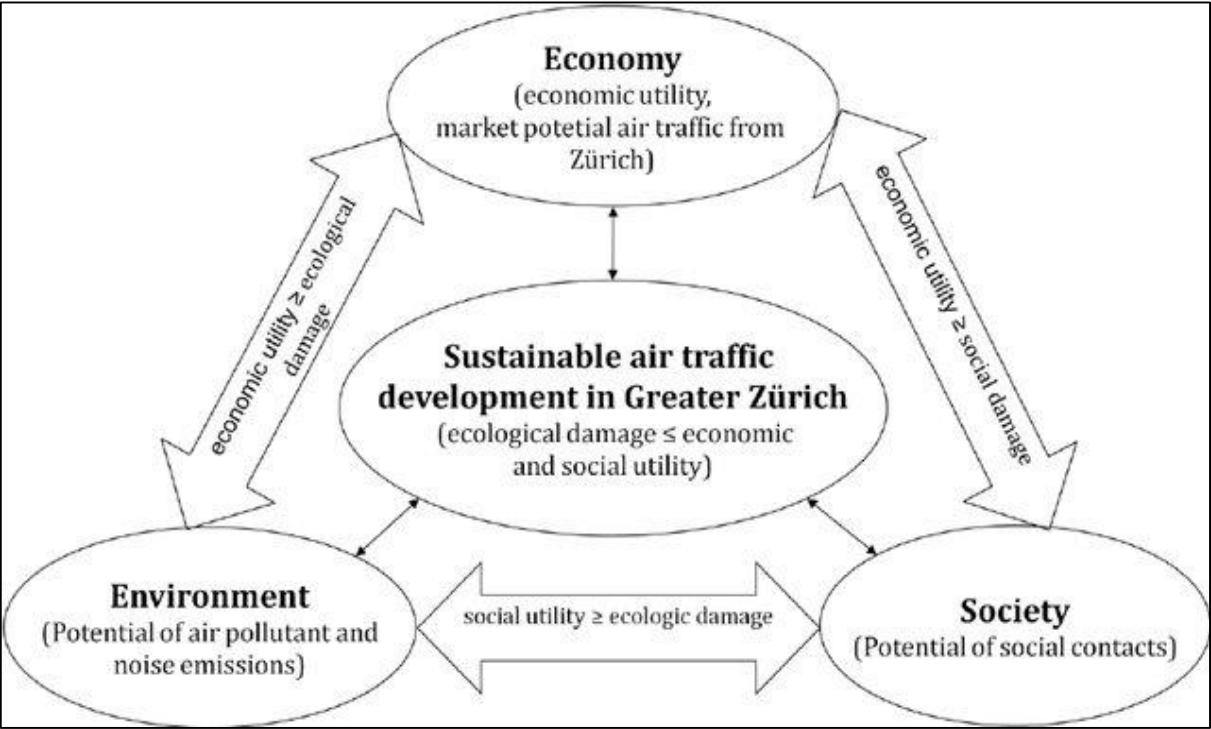 Economy
(economic utility,
market potetial air traffic from
Zürich)
economic utility ≥ ecological
damage
economic utility ≥ social damage
Sustainable air traffic
development in Greater Zürich
(ecological damage ≤ economic
and social utility)
Environment
(Potential of air pollutant and
noise emissions)
social utility ≥ ecologic damage
Society
(Potential of social contacts)